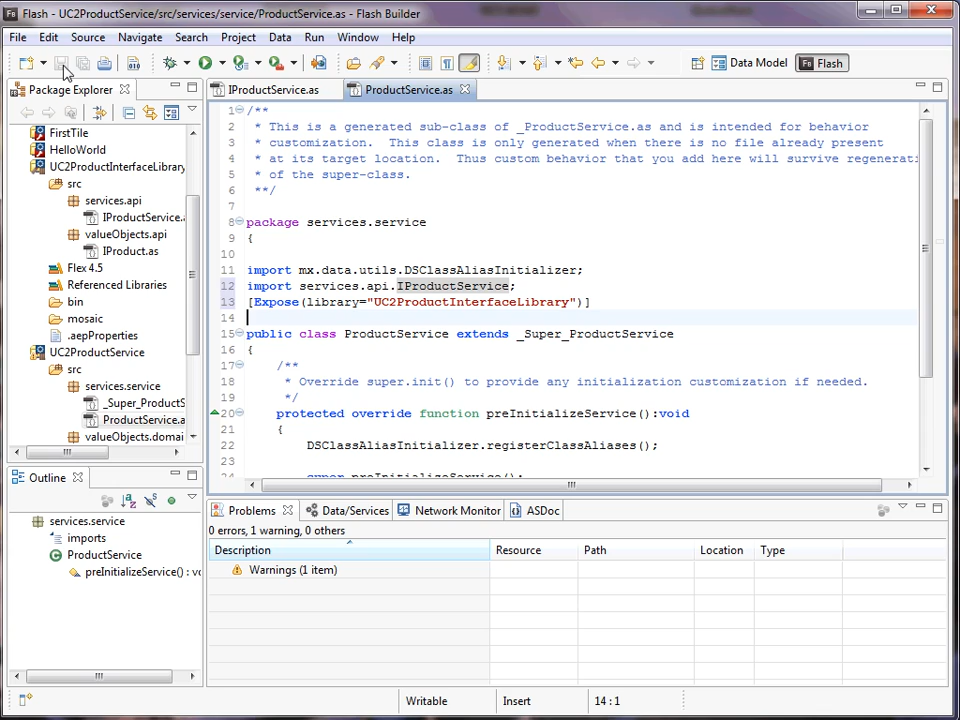 Flash - UC2ProductService/src/services/service/ProductService.as - Flash Builder
File Edit Source Navigate Search Project Data Run Window Help
Data Model Flash
Package Explorer
FirstTile
HelloWorld
UC2ProductInterfaceLibrary
src
services.api
IProductService.a
valueObjects.api
IProduct.as
Flex 4.5
Referenced Libraries
bin
mosaic
.aepProperties
UC2ProductService
src
services.service
_Super_ProductS
ProductService.a
valueObjects.domai
Outline
services.service
imports
ProductService
preInitializeService() : vo
IProductService.as ProductService.as
1 /**
2 * This is a generated sub-class of _ProductService.as and is intended for behavior
3 * customization. This class is only generated when there is no file already present
4 * at its target location. Thus custom behavior that you add here will survive regenerati
5 * of the super-class.
6 **/
7
8 package services.service
9 {
10
11 import mx.data.utils.DSClassAliasInitializer;
12 import services.api.IProductService;
13 [Expose(library="UC2ProductInterfaceLibrary")]
14
15 public class ProductService extends _Super_ProductService
16 {
17 /**
18 * Override super.init() to provide any initialization customization if needed.
19 */
20 protected override function preInitializeService():void
21 {
22 DSClassAliasInitializer.registerClassAliases();
23
24 super.preInitializeService();
Problems Data/Services Network Monitor ASDoc
0 errors, 1 warning, 0 others
Description Resource Path Location Type
Warnings (1 item)
Writable Insert 14 : 1